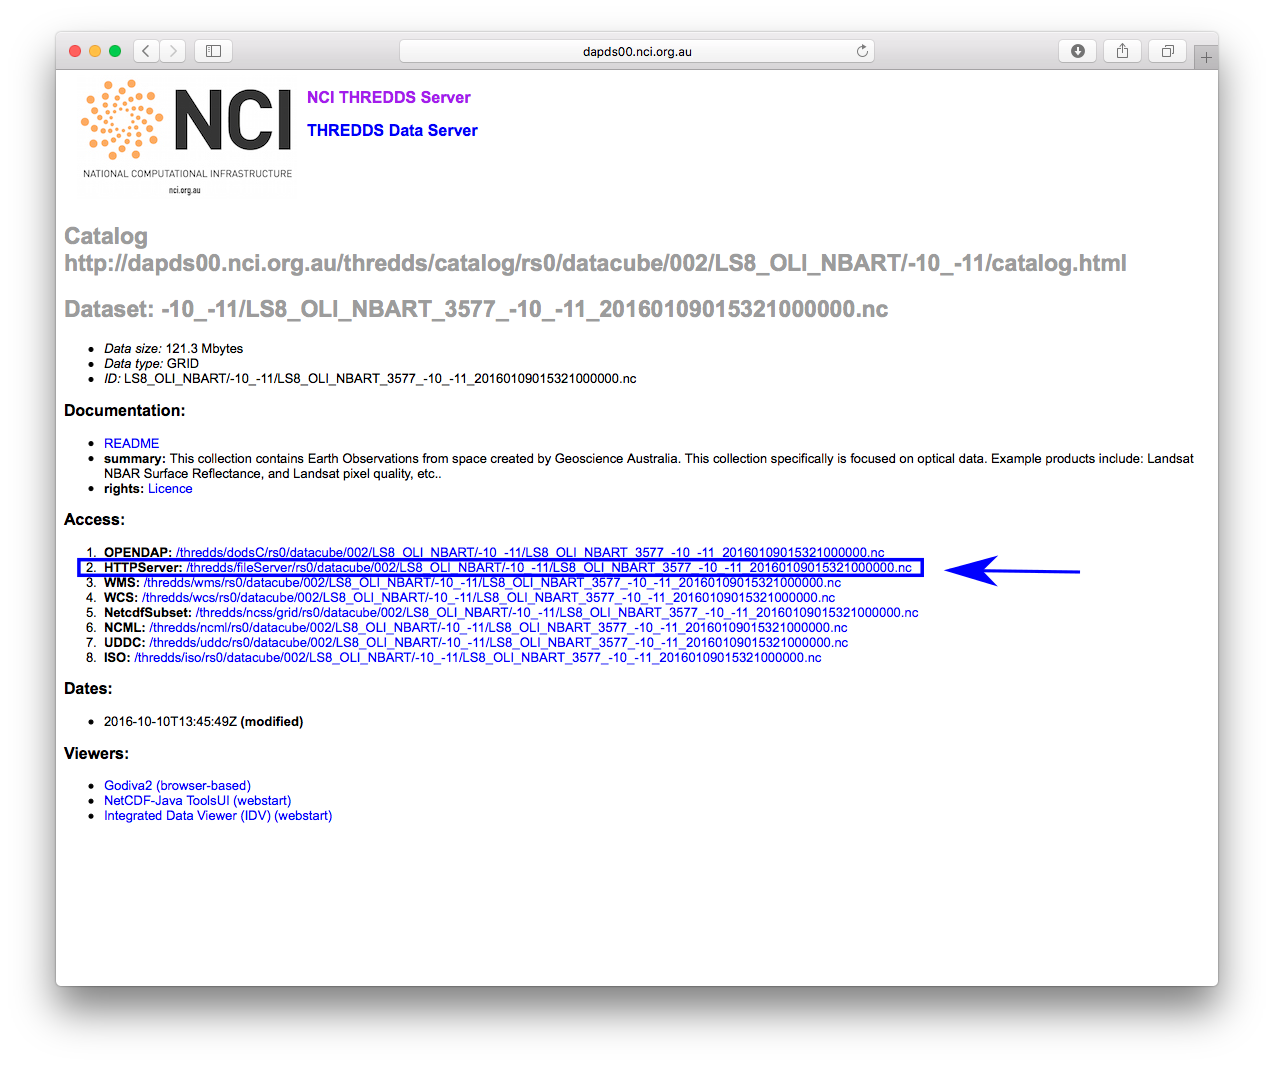 dapds00.nci.org.au
NCI
NATIONAL COMPUTATIONAL INFRASTRUCTURE
nci.org.au
NCI THREDDS Server
THREDDS Data Server
Catalog
http://dapds00.nci.org.au/thredds/catalog/rs0/datacube/002/LS8_OLI_NBART/-10_-11/catalog.html
Dataset: -10_-11/LS8_OLI_NBART_3577_-10_-11_20160109015321000000.nc
• Data size: 121.3 Mbytes
• Data type: GRID
• ID: LS8_OLI_NBART/-10_-11/LS8_OLI_NBART_3577_-10_-11_20160109015321000000.nc
Documentation:
• README
• summary: This collection contains Earth Observations from space created by Geoscience Australia. This collection specifically is focused on optical data. Example products include: Landsat
NBAR Surface Reflectance, and Landsat pixel quality, etc..
• rights: Licence
Access:
1. OPENDAP: /thredds/dodsC/rs0/datacube/002/LS8_OLI_NBART/-10_-11/LS8_OLI_NBART_3577_-10_-11_20160109015321000000.nc
2. HTTPServer: /thredds/fileServer/rs0/datacube/002/LS8_OLI_NBART/-10_-11/LS8_OLI_NBART_3577_-10_-11_20160109015321000000.nc
3. WMS: /thredds/wms/rs0/datacube/002/LS8_OLI_NBART/-10_-11/LS8_OLI_NBART_3577_-10_-11_20160109015321000000.nc
4. WCS: /thredds/wcs/rs0/datacube/002/LS8_OLI_NBART/-10_-11/LS8_OLI_NBART_3577_-10_-11_20160109015321000000.nc
5. NetcdfSubset: /thredds/ncss/grid/rs0/datacube/002/LS8_OLI_NBART/-10_-11/LS8_OLI_NBART_3577_-10_-11_20160109015321000000.nc
6. NCML: /thredds/ncml/rs0/datacube/002/LS8_OLI_NBART/-10_-11/LS8_OLI_NBART_3577_-10_-11_20160109015321000000.nc
7. UDDC: /thredds/uddc/rs0/datacube/002/LS8_OLI_NBART/-10_-11/LS8_OLI_NBART_3577_-10_-11_20160109015321000000.nc
8. ISO: /thredds/iso/rs0/datacube/002/LS8_OLI_NBART/-10_-11/LS8_OLI_NBART_3577_-10_-11_20160109015321000000.nc
Dates:
• 2016-10-10T13:45:49Z (modified)
Viewers:
• Godiva2 (browser-based)
• NetCDF-Java ToolsUI (webstart)
• Integrated Data Viewer (IDV) (webstart)